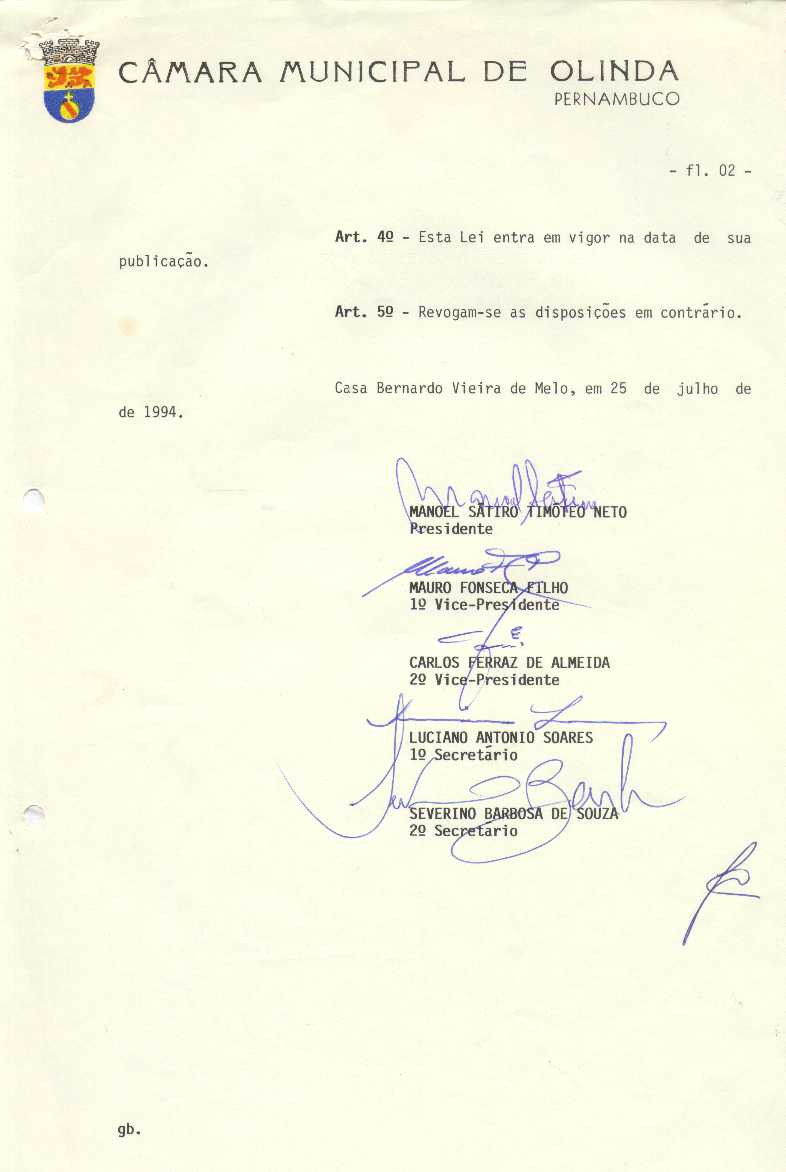 CÂMARA MUNICIPAL DE OLINDA
PERNAMBUCO
- fl. 02 -
Art. 4º - Esta Lei entra em vigor na data de sua
publicação.
Art. 5º - Revogam-se as disposições em contrário.
Casa Bernardo Vieira de Melo, em 25 de julho de
de 1994.
MANOEL SÁTIRO TIMÓTEO NETO
Presidente
MAURO FONSECA FILHO
1º Vice-Presidente
CARLOS FERRAZ DE ALMEIDA
2º Vice-Presidente
LUCIANO ANTONIO SOARES
1º Secretário
SEVERINO BARBOSA DE SOUZA
2º Secretario
gb.